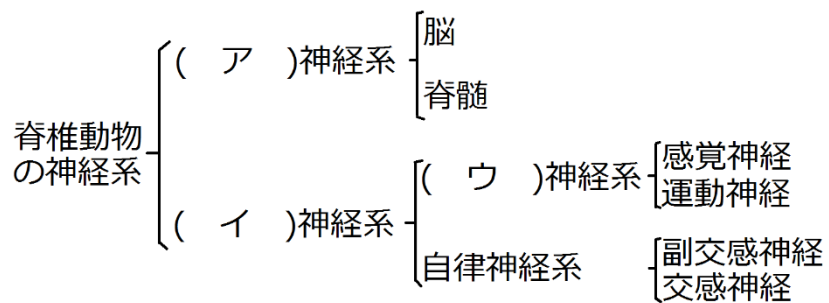 脊椎動物
の神経系
( ア )神経系
脳
脊髄
( イ )神経系
( ウ )神経系
感覚神経
運動神経
自律神経系
副交感神経
交感神経